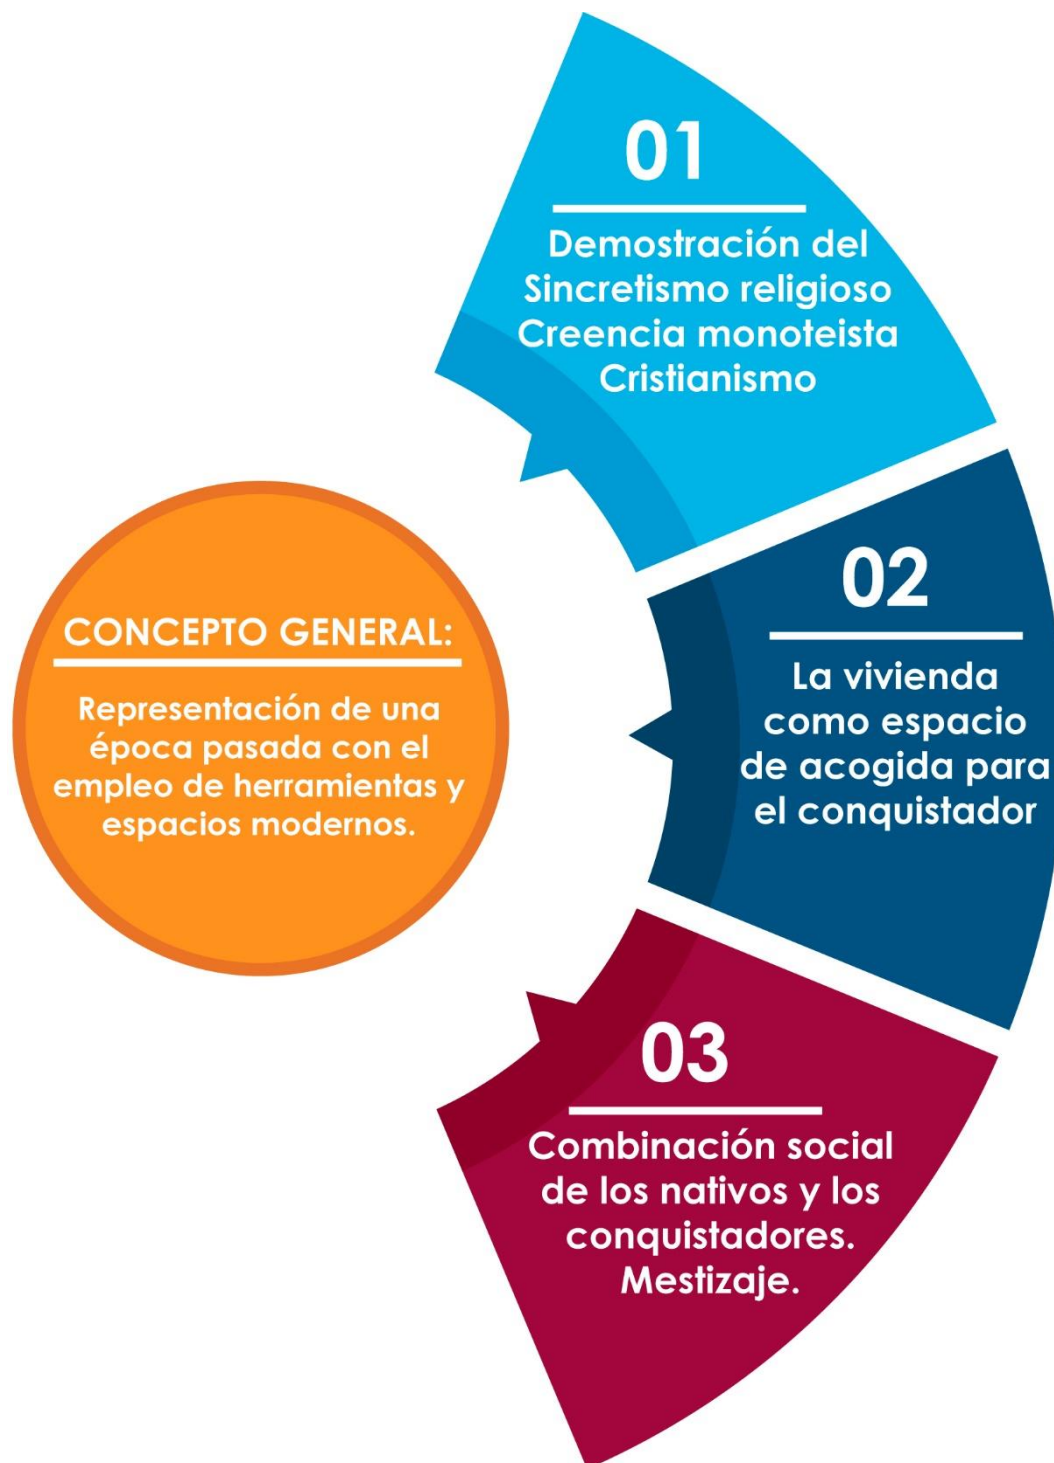 CONCEPTO GENERAL:
Representación de una
época pasada con el
empleo de herramientas y
espacios modernos.
01
Demostración del
Sincretismo religioso
Creencia monoteista
Cristianismo
02
La vivienda
como espacio
de acogida para
el conquistador
03
Combinación social
de los nativos y los
conquistadores.
Mestizaje.